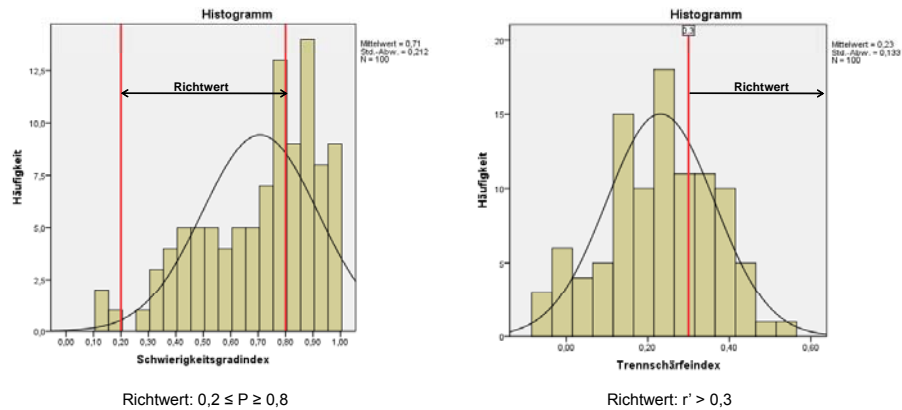 Histogramm
Mittelwert = 0,71
Std.-Abw. = 0,212
N = 100
Richtwert
Häufigkeit
12,5
10,0
7,5
5,0
2,5
0,0
0,00 0,10 0,20 0,30 0,40 0,50 0,60 0,70 0,80 0,90 1,00
Schwierigkeitsgradindex
Richtwert: 0,2 ≤ P ≥ 0,8
Histogramm
0,3
Mittelwert = 0,23
Std.-Abw. = 0,133
N = 100
Richtwert
Häufigkeit
20
15
10
5
0
0,00 0,20 0,40 0,60
Trennschärfeindex
Richtwert: r' > 0,3